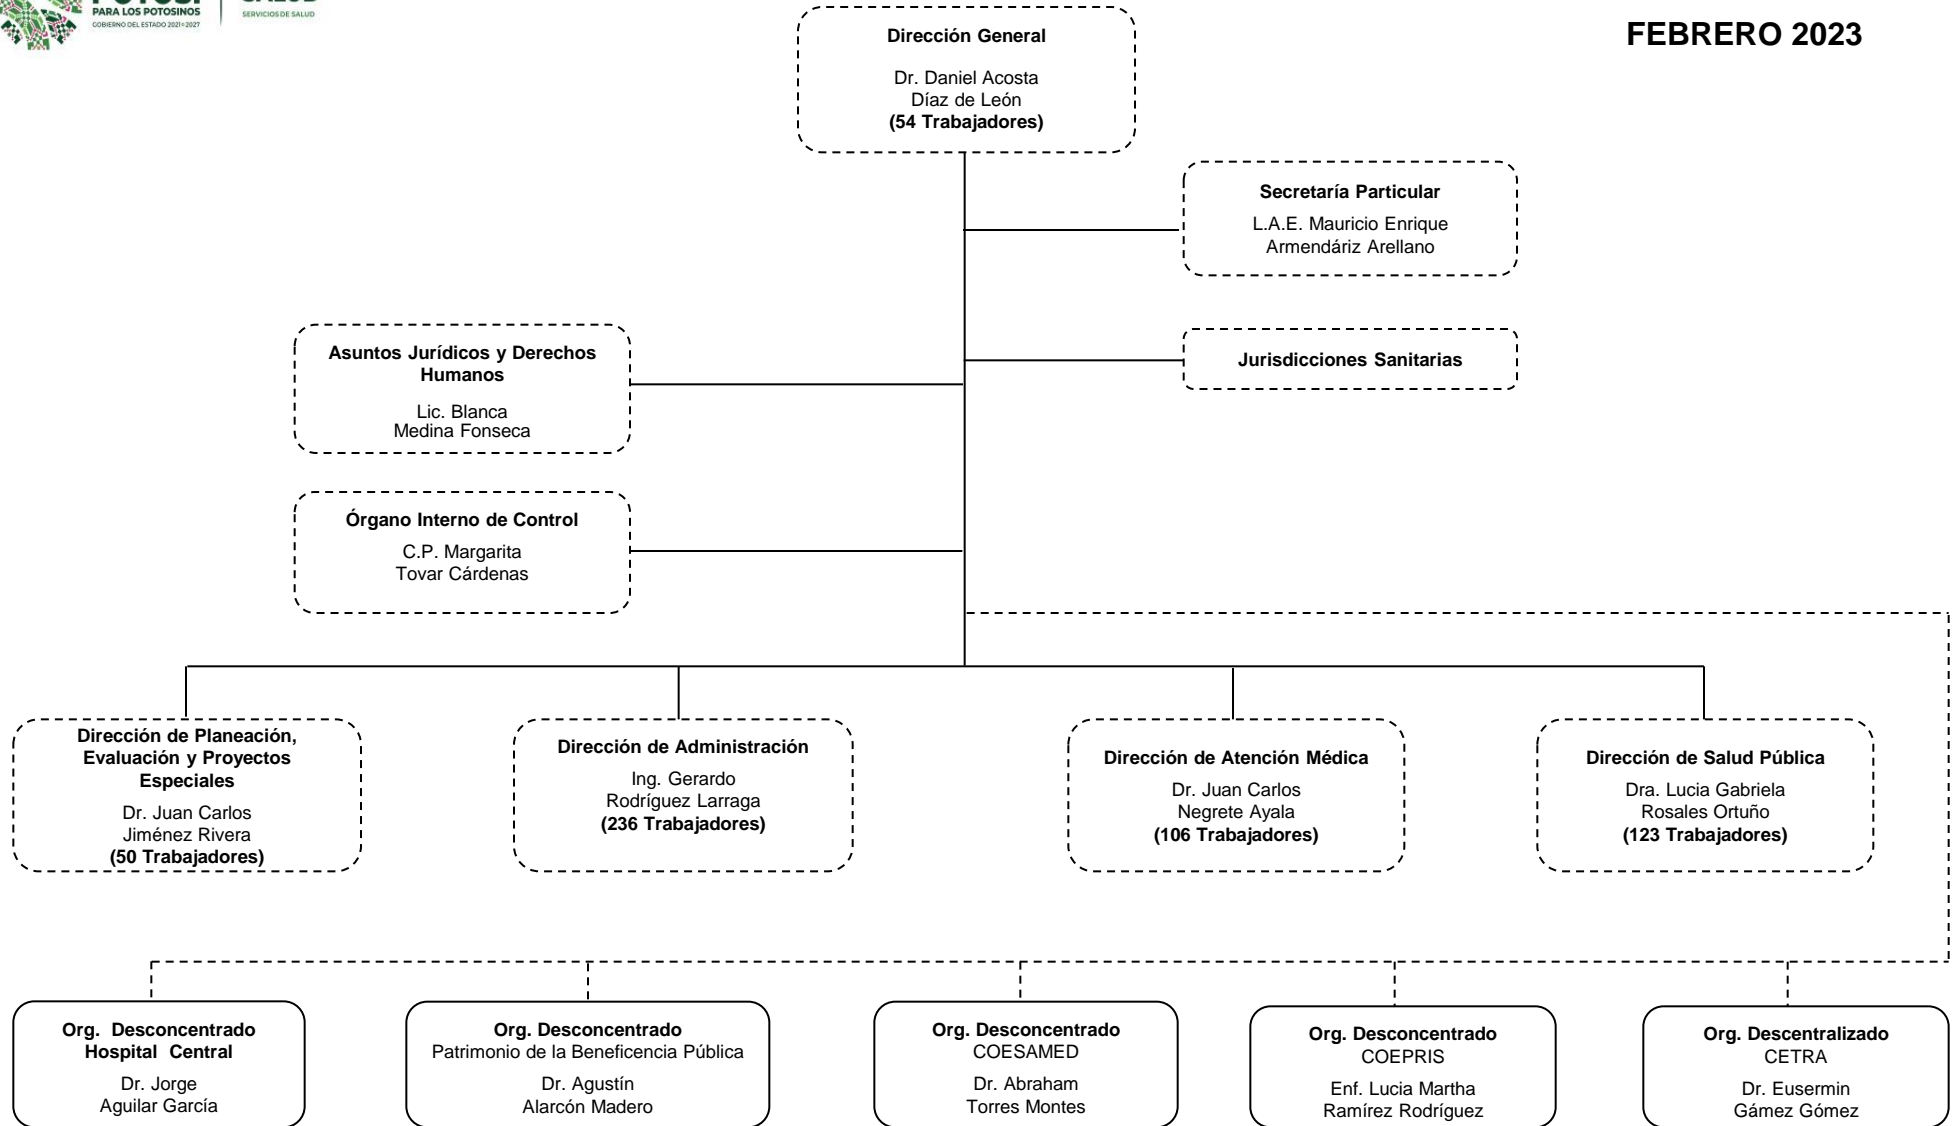 PARA LOS POTOSINOS
GOBIERNO DEL ESTADO 2021-2027
SERVICIOS DE SALUD
FEBRERO 2023
Dirección General
Dr. Daniel Acosta
Díaz de León
(54 Trabajadores)
Secretaría Particular
L.A.E. Mauricio Enrique
Armendáriz Arellano
Asuntos Jurídicos y Derechos
Humanos
Lic. Blanca
Medina Fonseca
Jurisdicciones Sanitarias
Órgano Interno de Control
C.P. Margarita
Tovar Cárdenas
Dirección de Planeación,
Evaluación y Proyectos
Especiales
Dr. Juan Carlos
Jiménez Rivera
(50 Trabajadores)
Dirección de Administración
Ing. Gerardo
Rodríguez Larraga
(236 Trabajadores)
Dirección de Atención Médica
Dr. Juan Carlos
Negrete Ayala
(106 Trabajadores)
Dirección de Salud Pública
Dra. Lucia Gabriela
Rosales Ortuño
(123 Trabajadores)
Org. Desconcentrado
Hospital Central
Dr. Jorge
Aguilar García
Org. Desconcentrado
Patrimonio de la Beneficencia Pública
Dr. Agustín
Alarcón Madero
Org. Desconcentrado
COESAMED
Dr. Abraham
Torres Montes
Org. Desconcentrado
COEPRIS
Enf. Lucia Martha
Ramírez Rodríguez
Org. Descentralizado
CETRA
Dr. Eusermin
Gámez Gómez